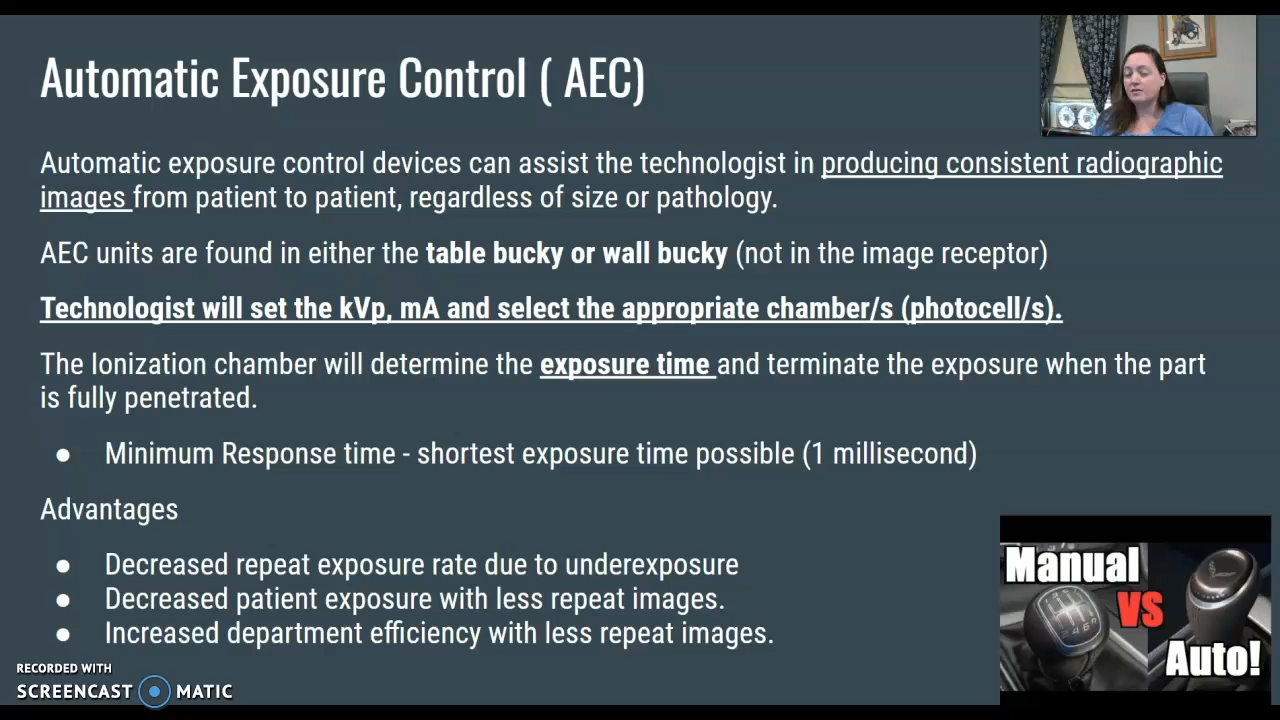 Automatic Exposure Control ( AEC)
Automatic exposure control devices can assist the technologist in producing consistent radiographic
images from patient to patient, regardless of size or pathology.
AEC units are found in either the table bucky or wall bucky (not in the image receptor)
Technologist will set the kVp, mA and select the appropriate chamber/s (photocell/s).
The Ionization chamber will determine the exposure time and terminate the exposure when the part
is fully penetrated.
● Minimum Response time - shortest exposure time possible (1 millisecond)
Advantages
● Decreased repeat exposure rate due to underexposure
● Decreased patient exposure with less repeat images.
● Increased department efficiency with less repeat images.
Manual
VS
Auto!
RECORDED WITH
SCREENCAST MATIC